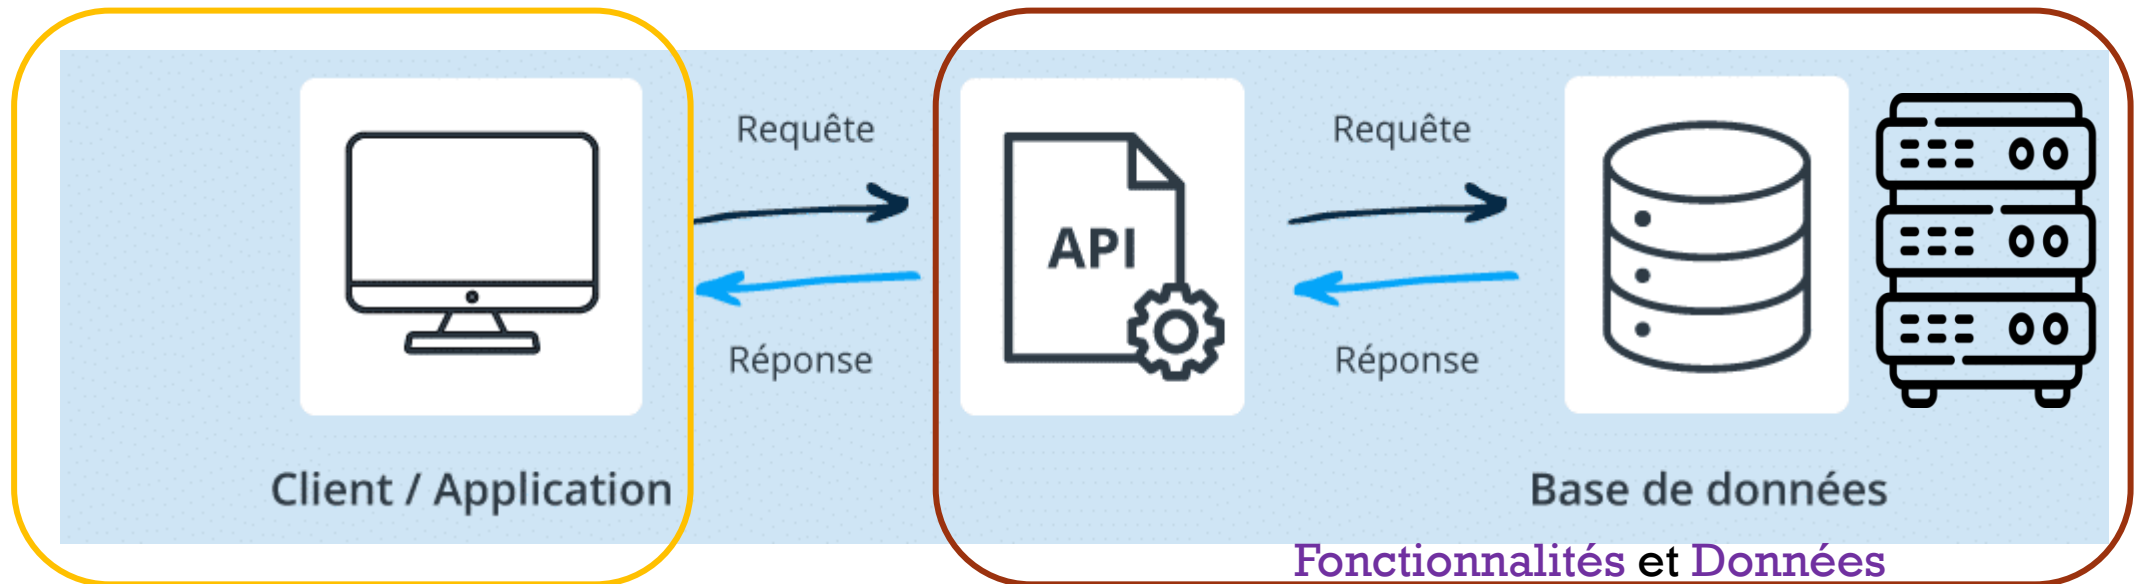 Requête
Requête
API
Réponse
Réponse
Client / Application
Base de données
Fonctionnalités et Données